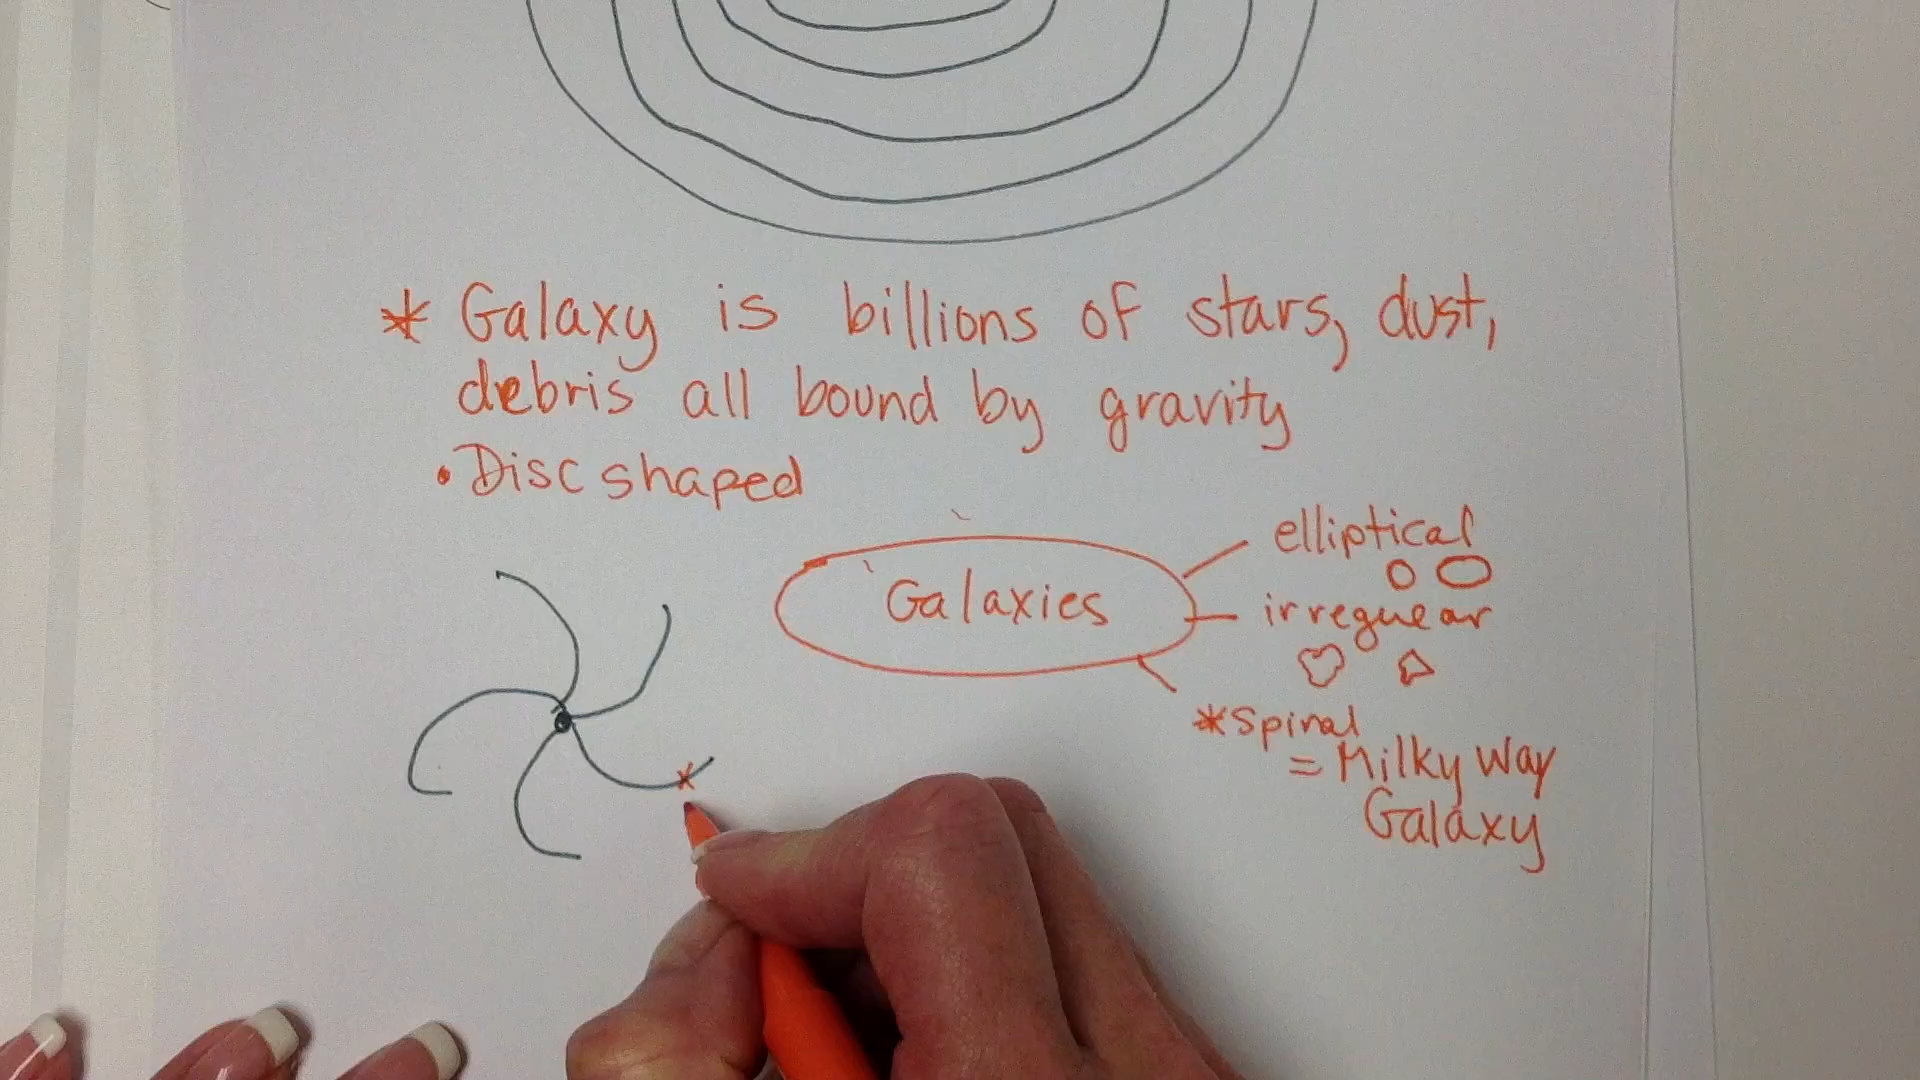 * Galaxy is billions of stars, dust,
debris all bound by gravity
• Disc shaped
Galaxies
elliptical
irreguear
*Spiral
= Milky Way
Galaxy